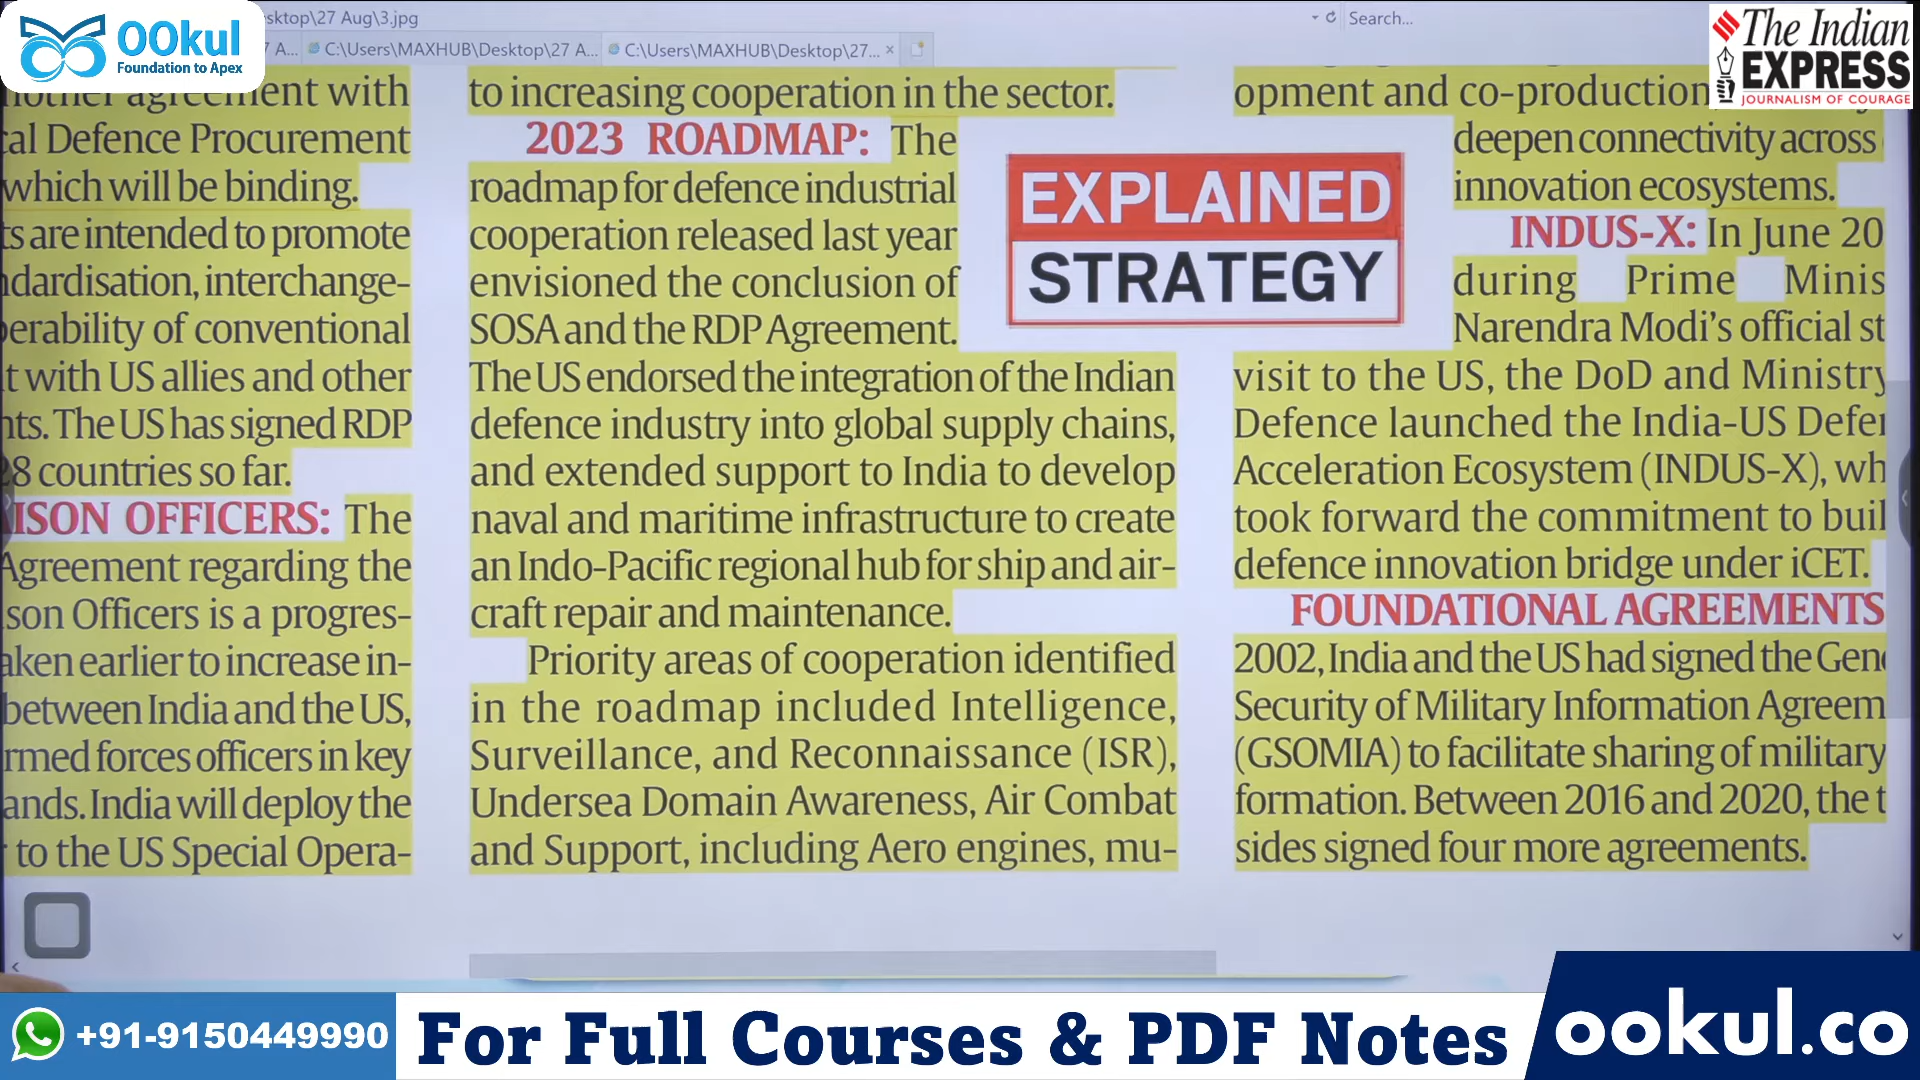 OOkul
Foundation to Apex
sktop\27 Aug\3.jpg
Search...
7 A...
C:\Users\MAXHUB\Desktop\27 A...
C:\Users\MAXHUB\Desktop\27...
The Indian
EXPRESS
JOURNALISM OF COURAGE
agreement with
Defence Procurement
which will be binding.
are intended to promote
interchange-
of conventional
with US allies and other
The US has signed RDP
28 countries so far.
OFFICERS: The
Agreement regarding the
Officers is a progres-
earlier to increase in-
between India and the US,
forces officers in key
India will deploy the
to the US Special Opera-
to increasing cooperation in the sector.
2023 ROADMAP: The
roadmap for defence industrial
cooperation released last year
envisioned the conclusion of
SOSA and the RDP Agreement.
The US endorsed the integration of the Indian
defence industry into global supply chains,
and extended support to India to develop
naval and maritime infrastructure to create
an Indo-Pacific regional hub for ship and air-
craft repair and maintenance.
Priority areas of cooperation identified
in the roadmap included Intelligence,
Surveillance, and Reconnaissance (ISR),
Undersea Domain Awareness, Air Combat
and Support, including Aero engines, mu-
EXPLAINED
STRATEGY
opment and co-production
deepen connectivity across
innovation ecosystems.
INDUS-X: In June 20
during Prime Minis
Narendra Modi's official st
visit to the US, the DoD and Ministry
Defence launched the India-US Defe
Acceleration Ecosystem (INDUS-X), wh
took forward the commitment to buil
defence innovation bridge under iCET.
FOUNDATIONAL AGREEMENTS
2002, India and the US had signed the Gen
Security of Military Information Agreem
(GSOMIA) to facilitate sharing of military
formation. Between 2016 and 2020, the t
sides signed four more agreements.
+91-9150449990
For Full Courses & PDF Notes
ookul.co